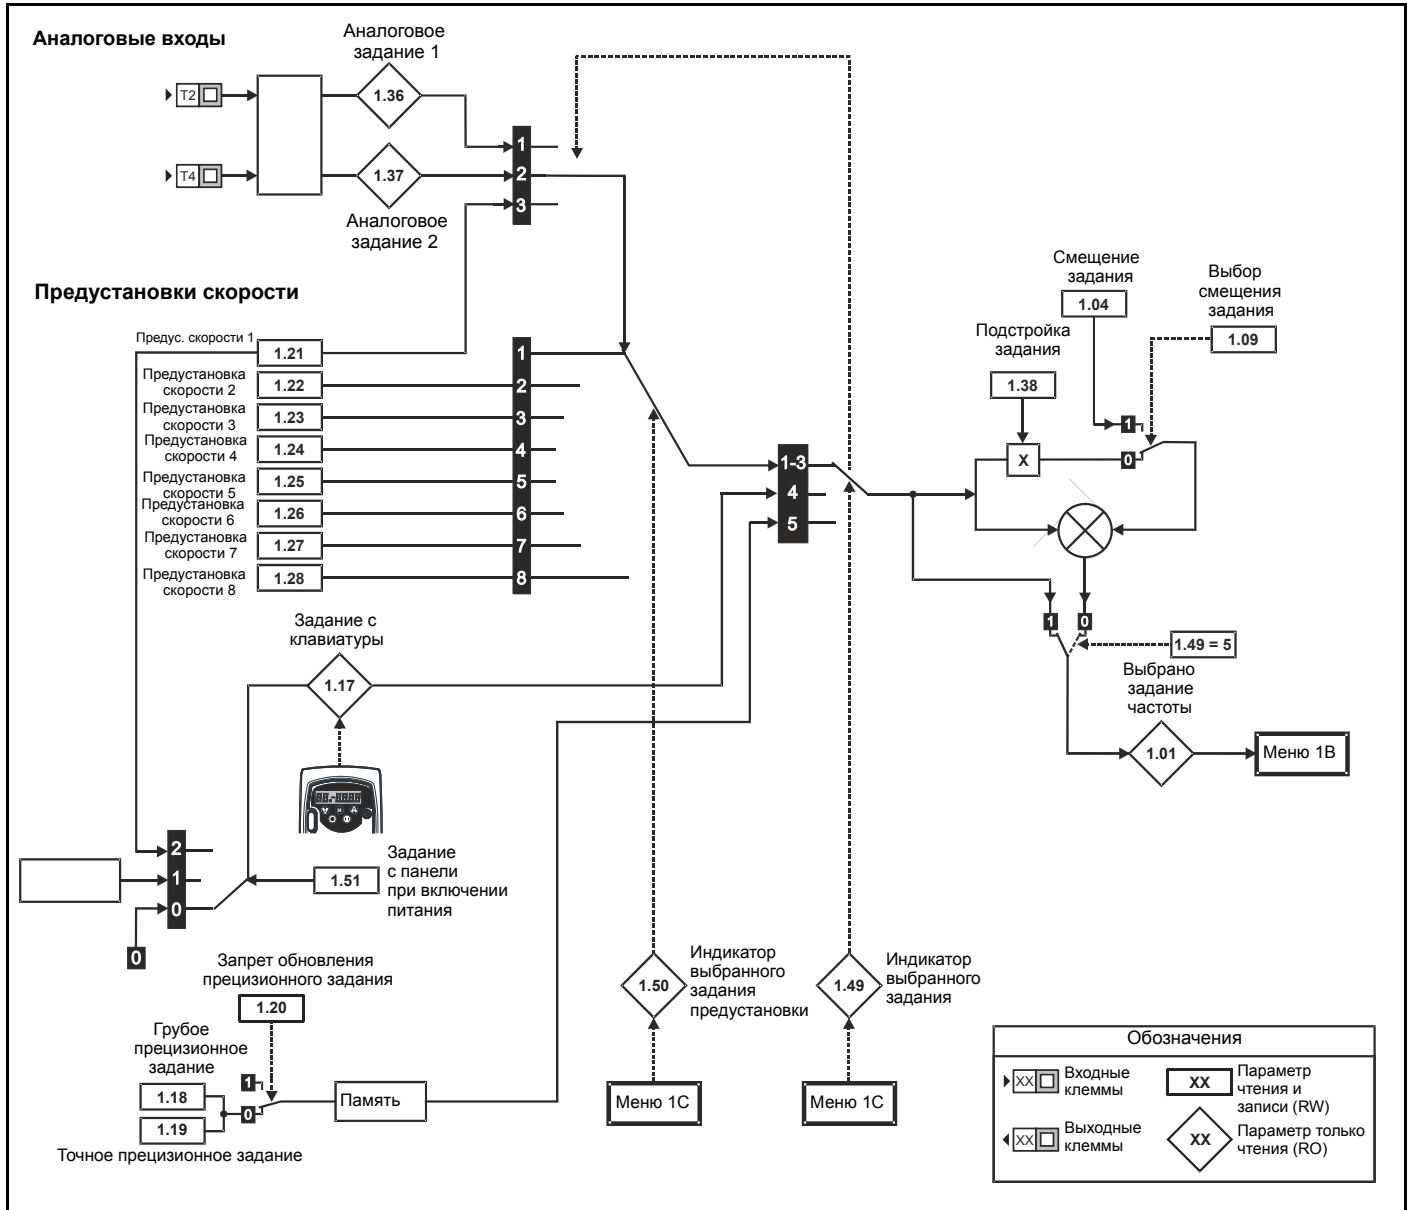 Аналоговые входы
Аналоговое
задание 1
T2
1.36
1
T4
1.37
2
3
Аналоговое
задание 2
Предустановки скорости
Предус. скорости 1
1.21
1
Предустановка
скорости 2
1.22
2
Предустановка
скорости 3
1.23
3
Предустановка
скорости 4
1.24
4
Предустановка
скорости 5
1.25
5
Предустановка
скорости 6
1.26
6
Предустановка
скорости 7
1.27
7
Предустановка
скорости 8
1.28
8
Смещение
задания
1.04
Выбор
смещения
задания
1.09
Подстройка
задания
1.38
1
X
0
1-3
4
5
1
0
1.49 = 5
Выбрано
задание
частоты
1.01
Меню 1B
Задание с
клавиатуры
1.17
2
1
0
0
1.51
Задание
с панели
при включении
питания
Запрет обновления
прецизионного задания
1.20
Грубое
прецизионное
задание
1.18
1.19
1
0
Память
Точное прецизионное задание
1.50
Индикатор
выбранного
задания
предустановки
1.49
Индикатор
выбранного
задания
Меню 1C
Меню 1C
Обозначения
XX
Входные
клеммы
XX
Параметр
чтения и
записи (RW)
XX
Выходные
клеммы
XX
Параметр только
чтения (RO)